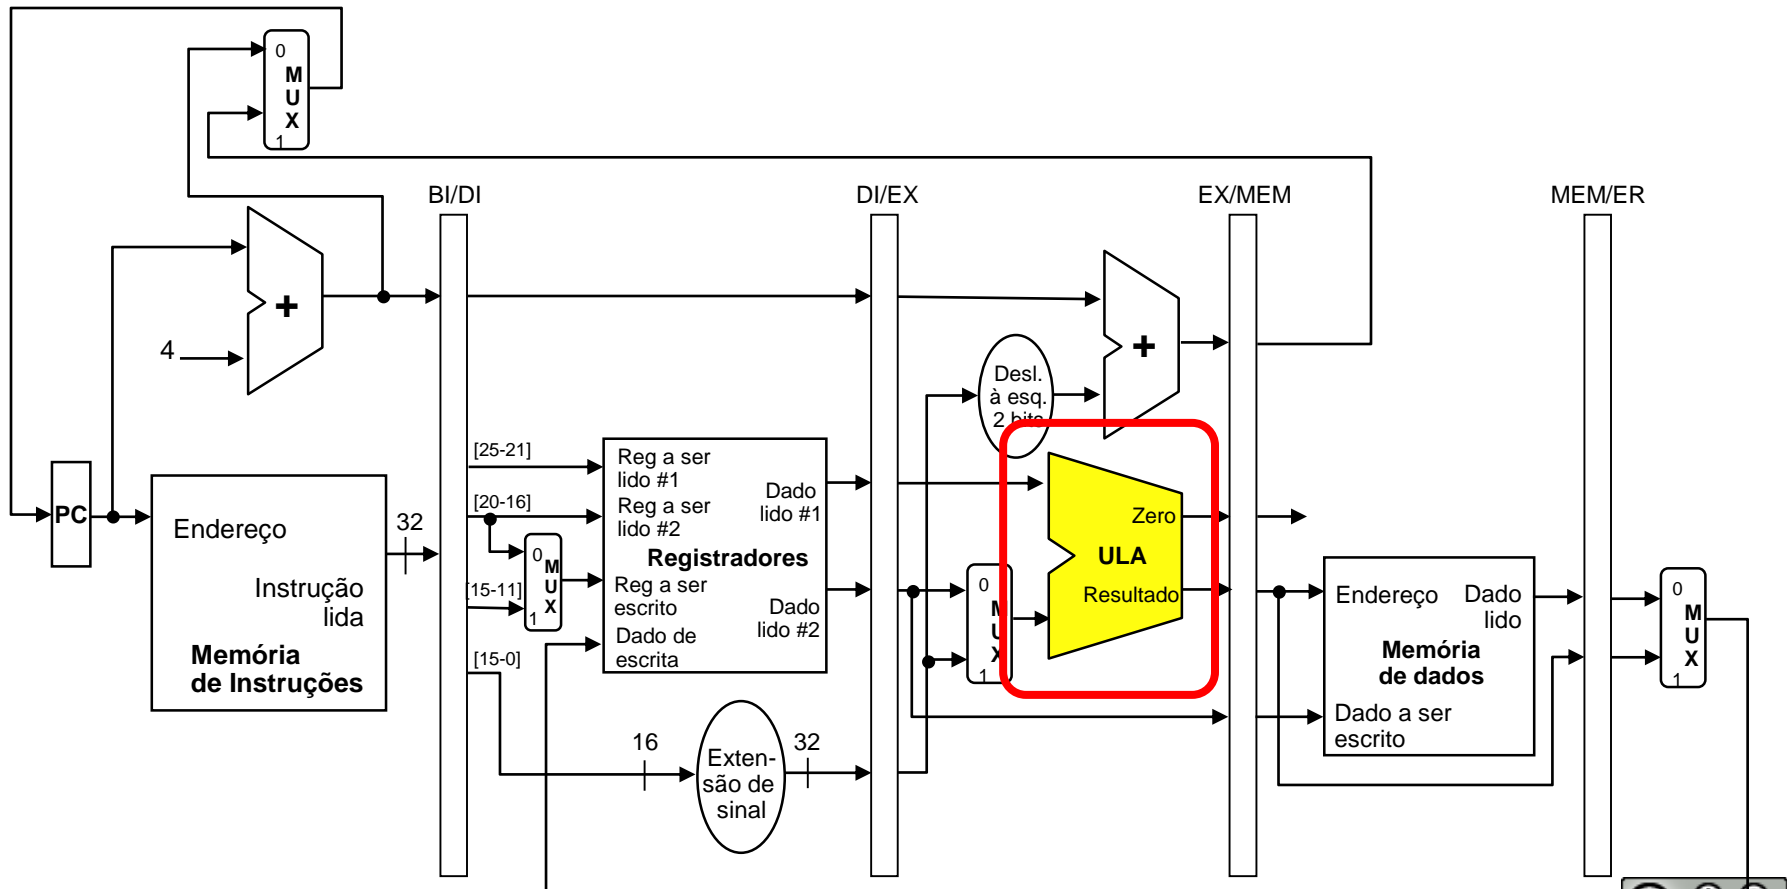 0
M
U
X
1
BI/DI
DI/EX
EX/MEM
MEM/ER
+
4
+
Desl.
à esq.
2 bits
[25-21]
[20-16]
[15-11]
[15-0]
PC
Endereço
Instrução
lida
Memória
de Instruções
32
0
M
U
X
1
Reg a ser
lido #1
Reg a ser
lido #2
Registradores
Reg a ser
escrito
Dado de
escrita
Dado
lido #1
Dado
lido #2
16
Exten-
são de
sinal
32
0
M
U
X
1
Zero
ULA
Resultado
Endereço
Dado
lido
Memória
de dados
Dado a ser
escrito
0
M
U
X
1